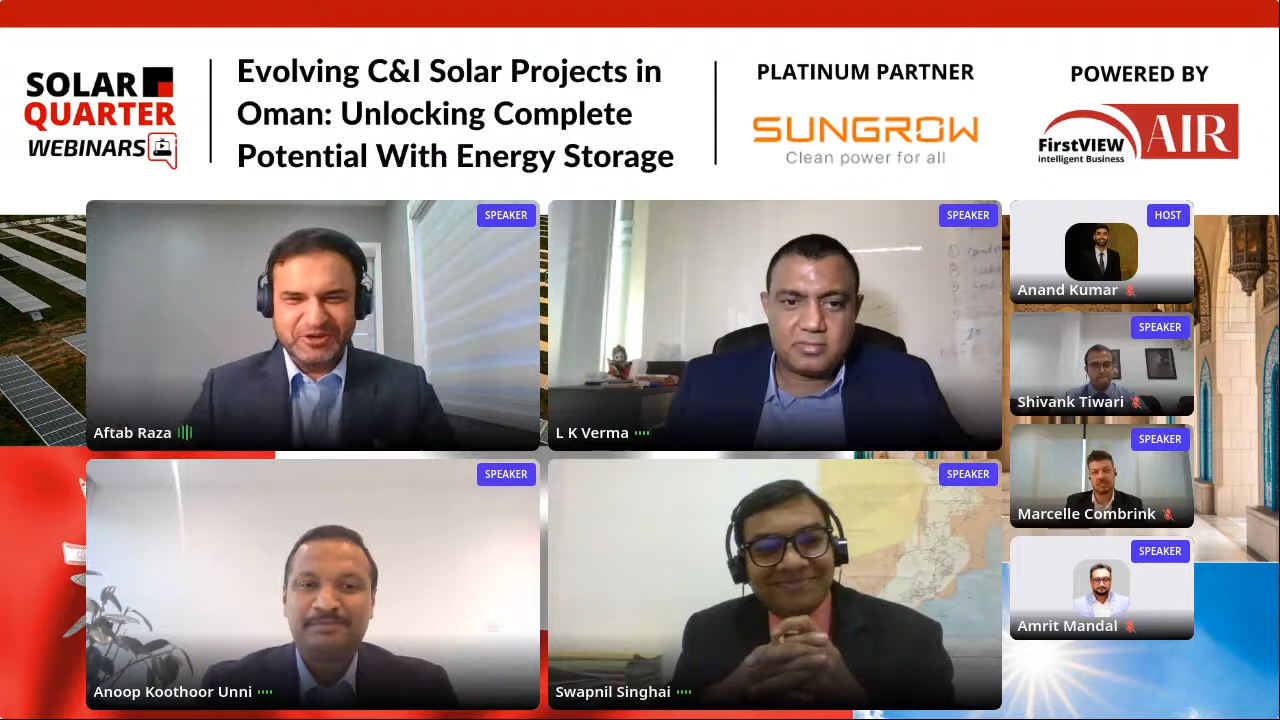 SOLAR
QUARTER
WEBINARS
Evolving C&I Solar Projects in
Oman: Unlocking Complete
Potential With Energy Storage
PLATINUM PARTNER
SUNGROW
Clean power for all
POWERED BY
FirstVIEW
intelligent Business
AIR
SPEAKER
Aftab Raza
SPEAKER
L K Verma
HOST
Anand Kumar
SPEAKER
Shivank Tiwari
SPEAKER
Marcelle Combrink
SPEAKER
Amrit Mandal
SPEAKER
Anoop Koothoor Unni
SPEAKER
Swapnil Singhai